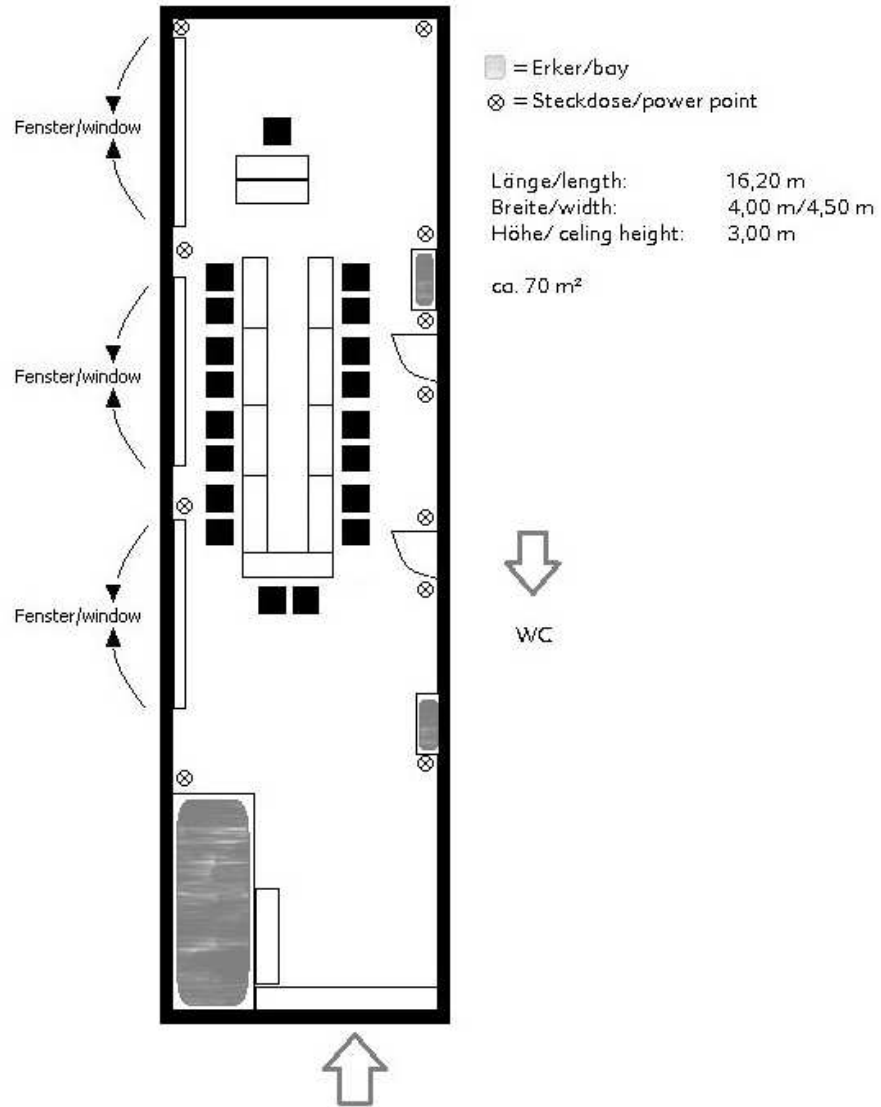 = Erker/bay
= Steckdose/power point
Fenster/window
Länge/length: 16,20 m
Breite/width: 4,00 m/4,50 m
Höhe/ celing height: 3,00 m
ca. 70 m²
Fenster/window
Fenster/window
WC